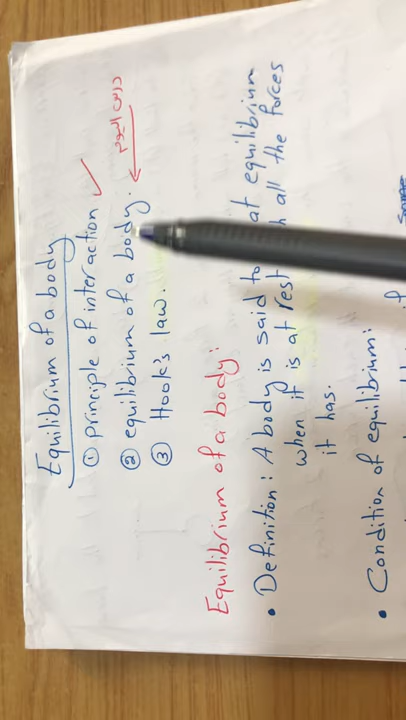 Equilibrium of a body
① principle of interaction
② equilibrium of a body.
درس اليوم
③ Hook's law.
Equilibrium of a body:
• Definition: A body is said to at equilibrium
when it is at rest all the forces
it has.
• Condition of equilibrium: